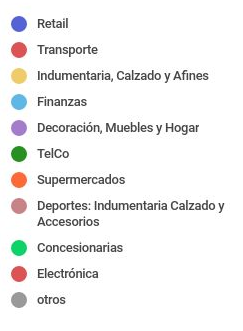 Retail
Transporte
Indumentaria, Calzado y Afines
Finanzas
Decoración, Muebles y Hogar
TelCo
Supermercados
Deportes: Indumentaria Calzado y
Accesorios
Concesionarias
Electrónica
otros